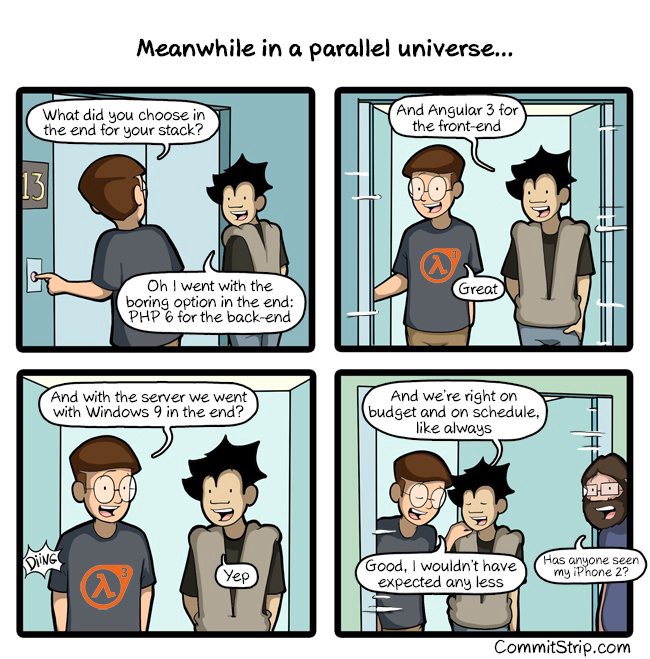 Meanwhile in a parallel universe...
What did you choose in
the end for your stack?
13
Oh I went with the
boring option in the end:
PHP 6 for the back-end
And Angular 3 for
the front-end
λ3
Great
And with the server we went
with Windows 9 in the end?
DiiNG
λ3
Yep
And we're right on
budget and on schedule,
like always
Good, I wouldn't have
expected any less
Has anyone seen
my iPhone 2?
CommitStrip.com